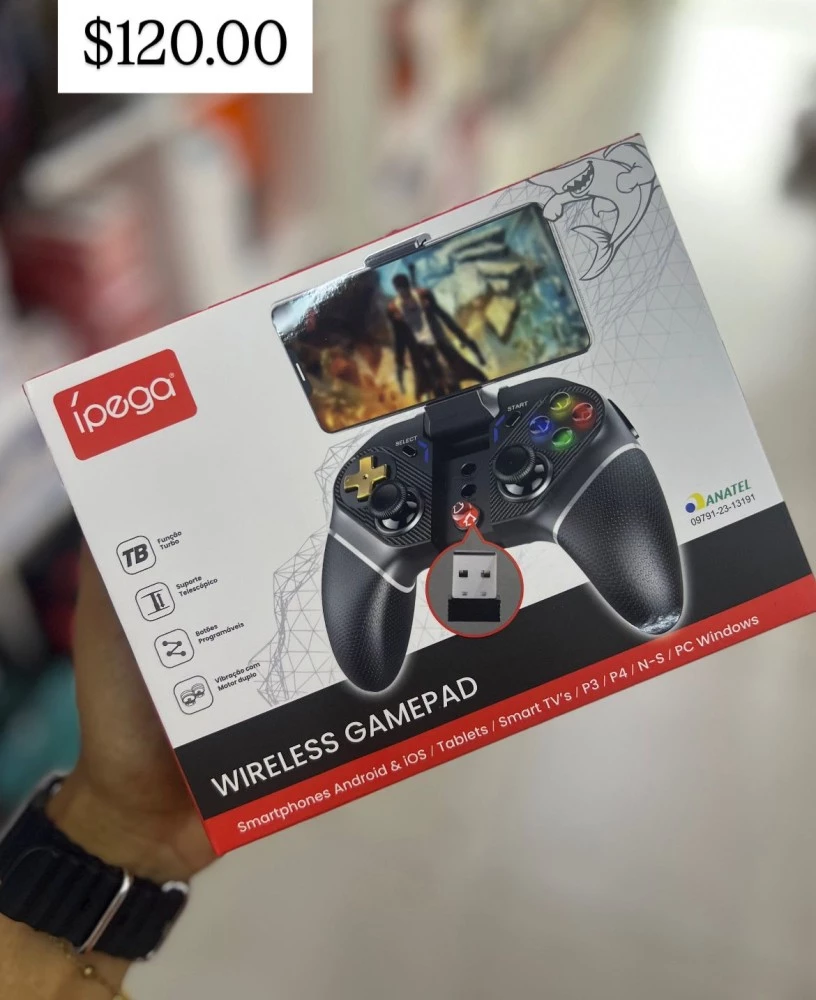 $120.00
ípega
SELECT
START
ANATEL
09791-23-13191
TB
Função
Turbo
Suporte
Telescópico
Botões
Programáveis
Vibração com
Motor duplo
WIRELESS GAMEPAD
Smartphones Android & iOS / Tablets / Smart TV's / P3 / P4 / N-S / PC Windows